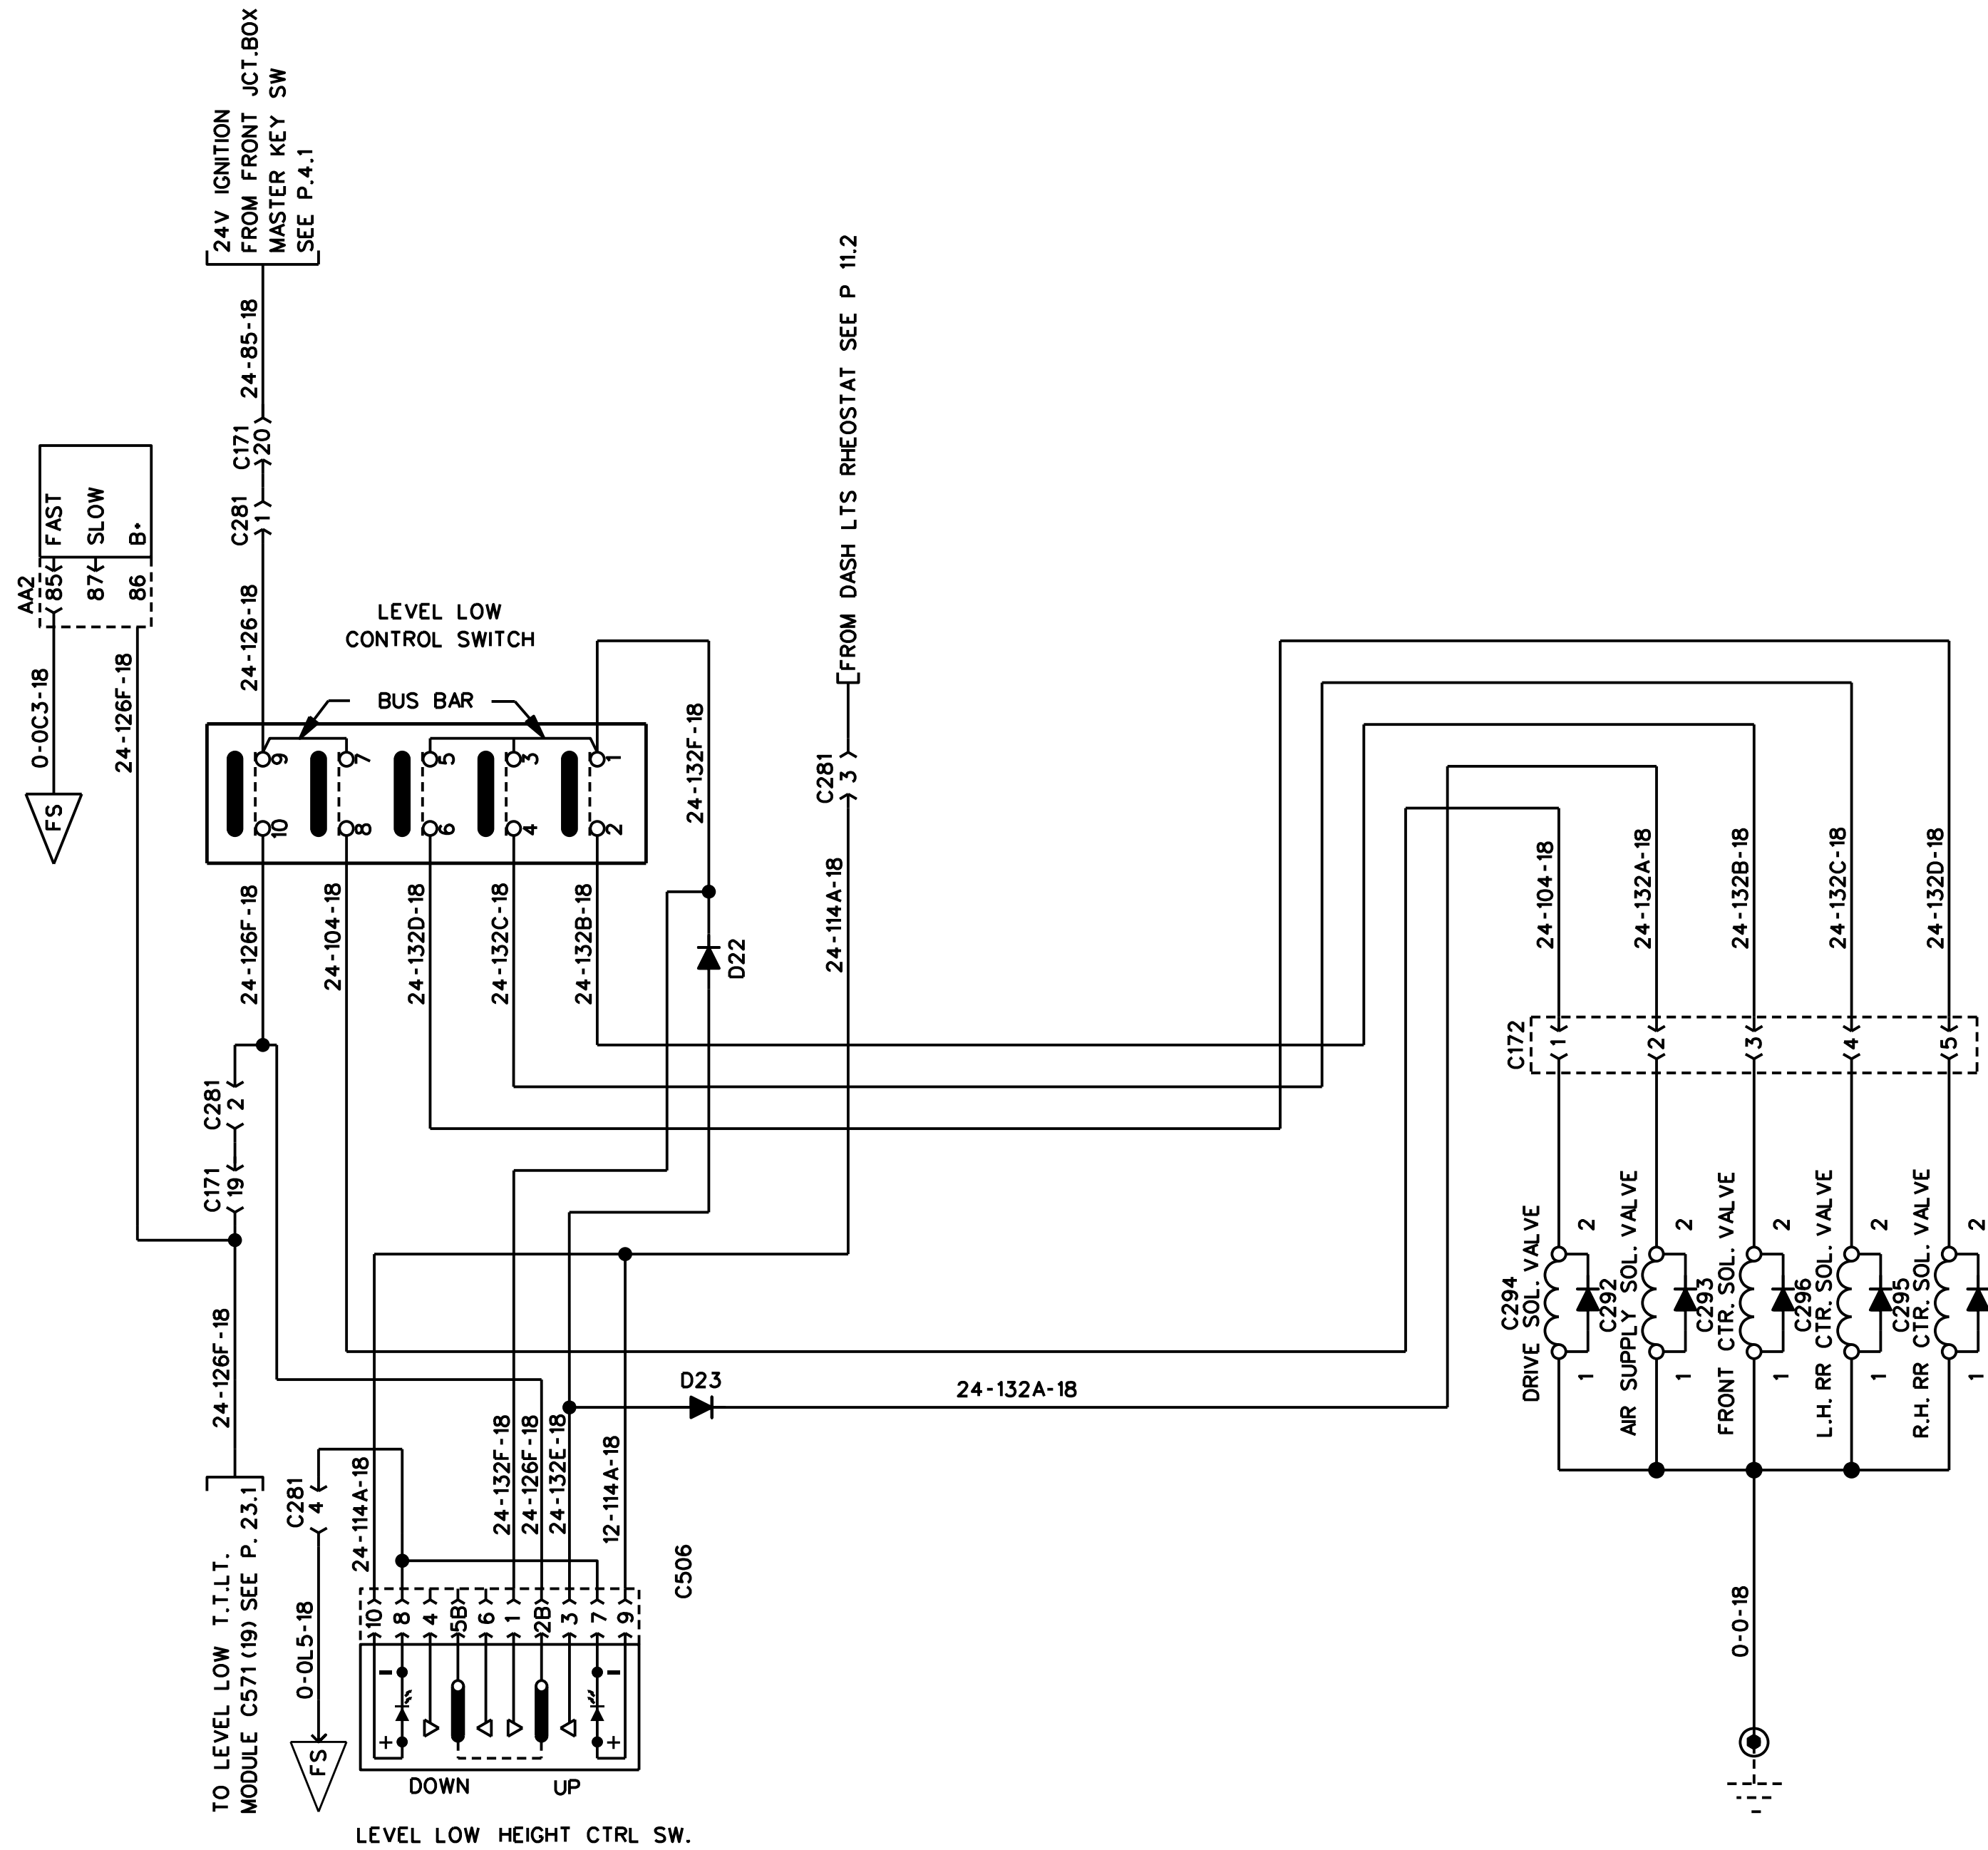 24V IGNITION
FROM FRONT JCT.BOX
MASTER KEY SW
SEE P.4.1
24-85-18
C171
20
C281
1
24-126-18
AA2
FAST
SLOW
B+
85
87
86
0-0C3-18
24-126F-18
FS
LEVEL LOW
CONTROL SWITCH
BUS BAR
9
7
5
3
1
10
8
6
4
2
24-126F-18
24-104-18
24-132D-18
24-132C-18
24-132B-18
24-132F-18
D22
FROM DASH LTS RHEOSTAT SEE P 11.2
C281
3
24-114A-18
24-104-18
24-132A-18
24-132B-18
24-132C-18
24-132D-18
C172
1
2
3
4
5
C281
2
C171
19
24-126F-18
TO LEVEL LOW T.T.LT.
MODULE C571(19) SEE P. 23.1
C281
4
0-0L5-18
FS
24-114A-18
24-132F-18
24-126F-18
24-132E-18
12-114A-18
D23
24-132A-18
C506
10
8
4
5B
6
1
2B
3
7
9
-
-
+
+
DOWN
UP
LEVEL LOW HEIGHT CTRL SW.
C294
DRIVE SOL. VALVE
2
1
C292
AIR SUPPLY SOL. VALVE
2
1
C293
FRONT CTR. SOL. VALVE
2
1
C296
L.H. RR CTR. SOL. VALVE
2
1
C295
R.H. RR CTR. SOL. VALVE
2
1
0-0-18